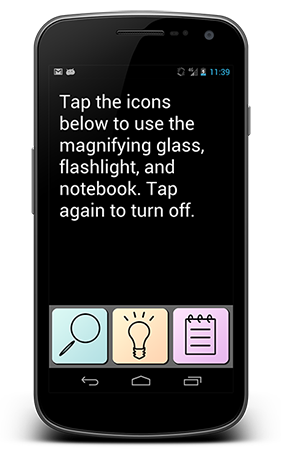 11:39
Tap the icons
below to use the
magnifying glass,
flashlight, and
notebook. Tap
again to turn off.